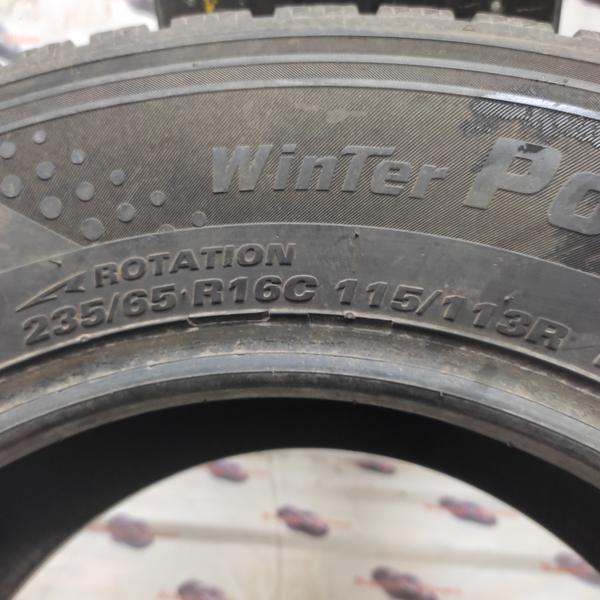 WinTer Po
ROTATION
235/65 R16C 115/113R